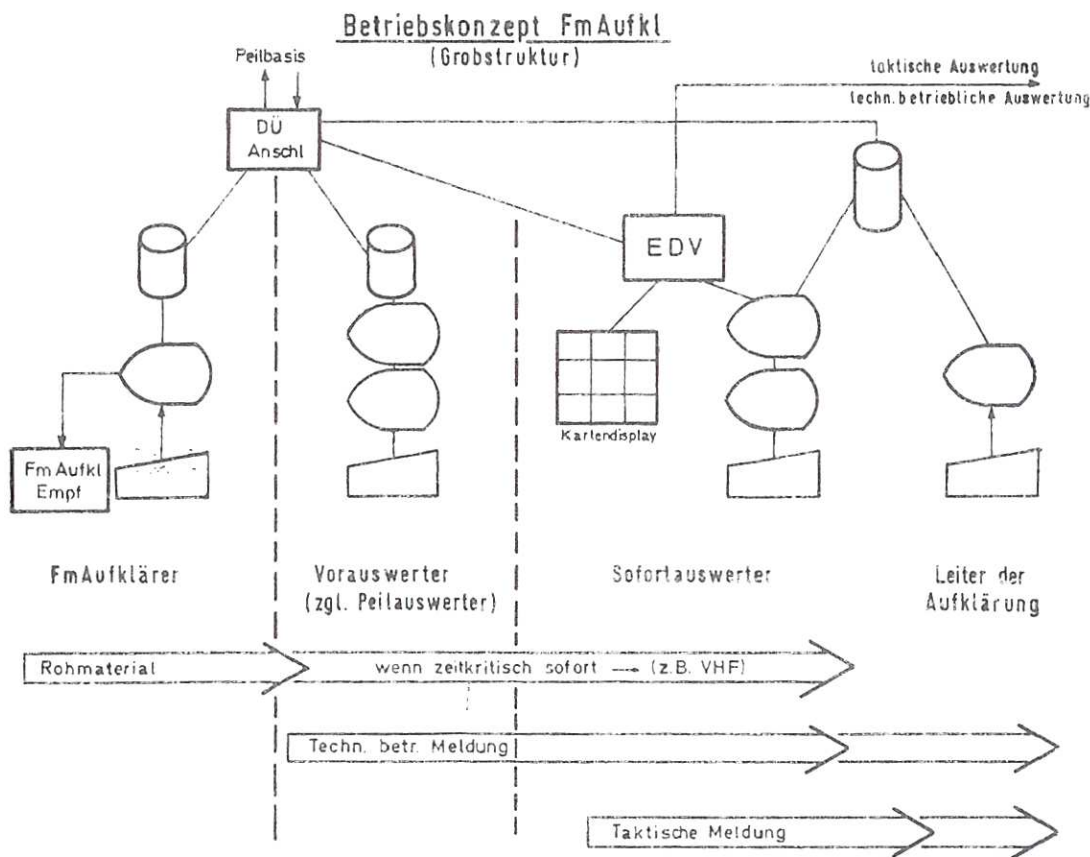 Betriebskonzept FmAufkl
(Grobstruktur)
Peilbasis
taktische Auswertung
techn. betriebliche Auswertung
DÜ
Anschl
EDV
Kartendisplay
Fm Aufkl
Empf
FmAufklärer
Vorauswerter
(zgl. Peilauswerter)
Sofortauswerter
Leiter der
Aufklärung
Rohmaterial
wenn zeitkritisch sofort → (z.B. VHF)
Techn. betr. Meldung
Taktische Meldung